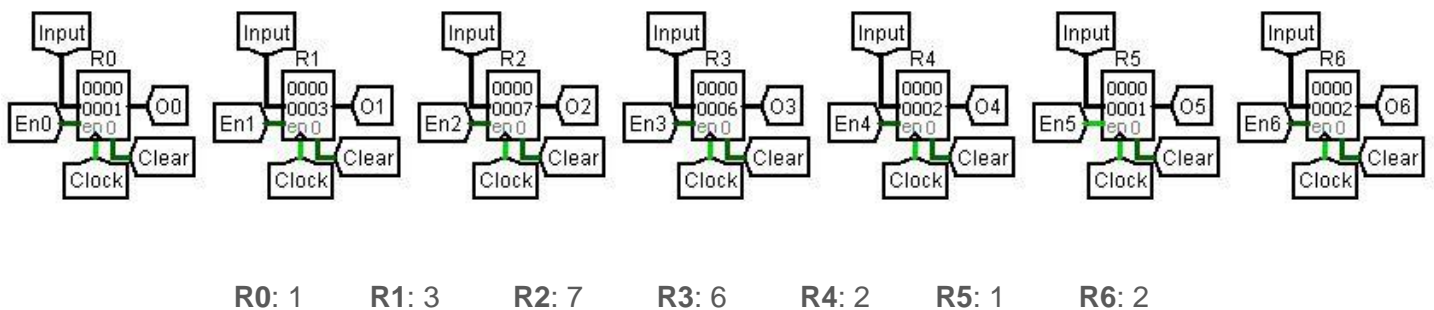 Input Input Input Input Input Input Input
R0 R1 R2 R3 R4 R5 R6
0000 0000 0000 0000 0000 0000 0000
0001 O0 0003 O1 0007 O2 0006 O3 0002 O4 0001 O5 0002 O6
En0 en 0 En1 en 0 En2 en 0 En3 en 0 En4 en 0 En5 en 0 En6 en 0
Clear Clear Clear Clear Clear Clear Clear
Clock Clock Clock Clock Clock Clock Clock
R0: 1 R1: 3 R2: 7 R3: 6 R4: 2 R5: 1 R6: 2